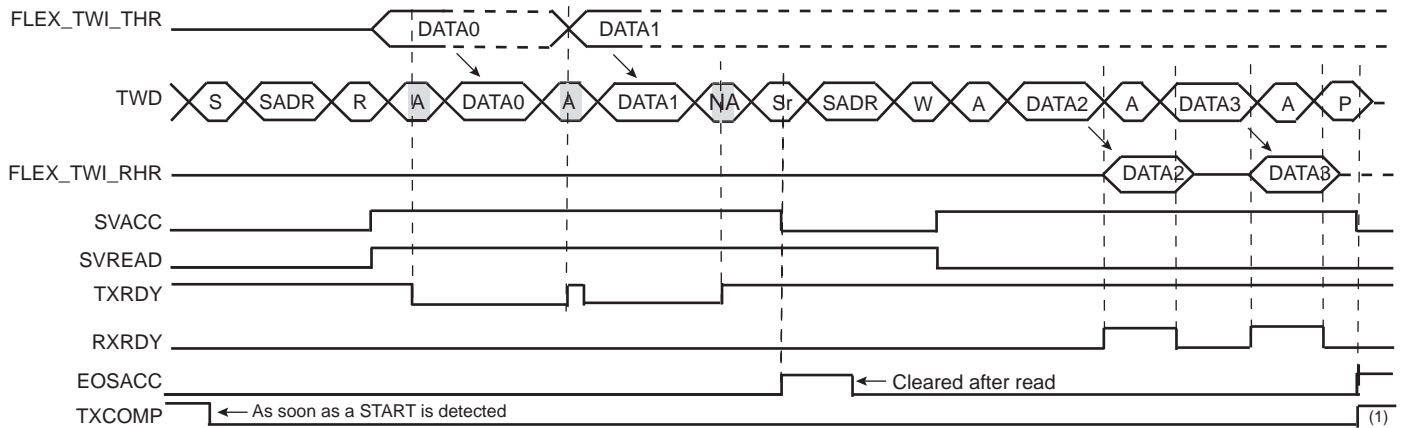 FLEX_TWI_THR DATA0 DATA1
TWD S SADR R A DATA0 A DATA1 NA Sr SADR W A DATA2 A DATA3 A P
FLEX_TWI_RHR DATA2 DATA3
SVACC
SVREAD
TXRDY
RXRDY
EOSACC Cleared after read
TXCOMP As soon as a START is detected (1)